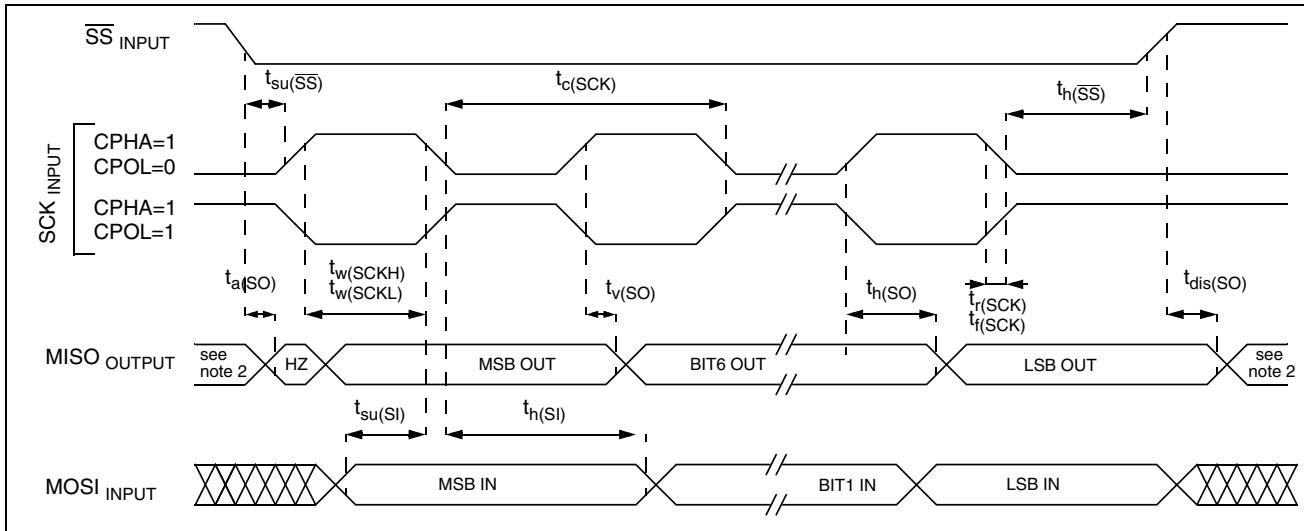 SS INPUT
tsu(SS)
tc(SCK)
th(SS)
SCK INPUT
CPHA=1
CPOL=0
CPHA=1
CPOL=1
ta(SO)
tw(SCKH)
tw(SCKL)
tv(SO)
th(SO)
tr(SCK)
tf(SCK)
tdis(SO)
MISO OUTPUT
see
note 2
HZ
MSB OUT
BIT6 OUT
LSB OUT
see
note 2
tsu(SI)
th(SI)
MOSI INPUT
MSB IN
BIT1 IN
LSB IN